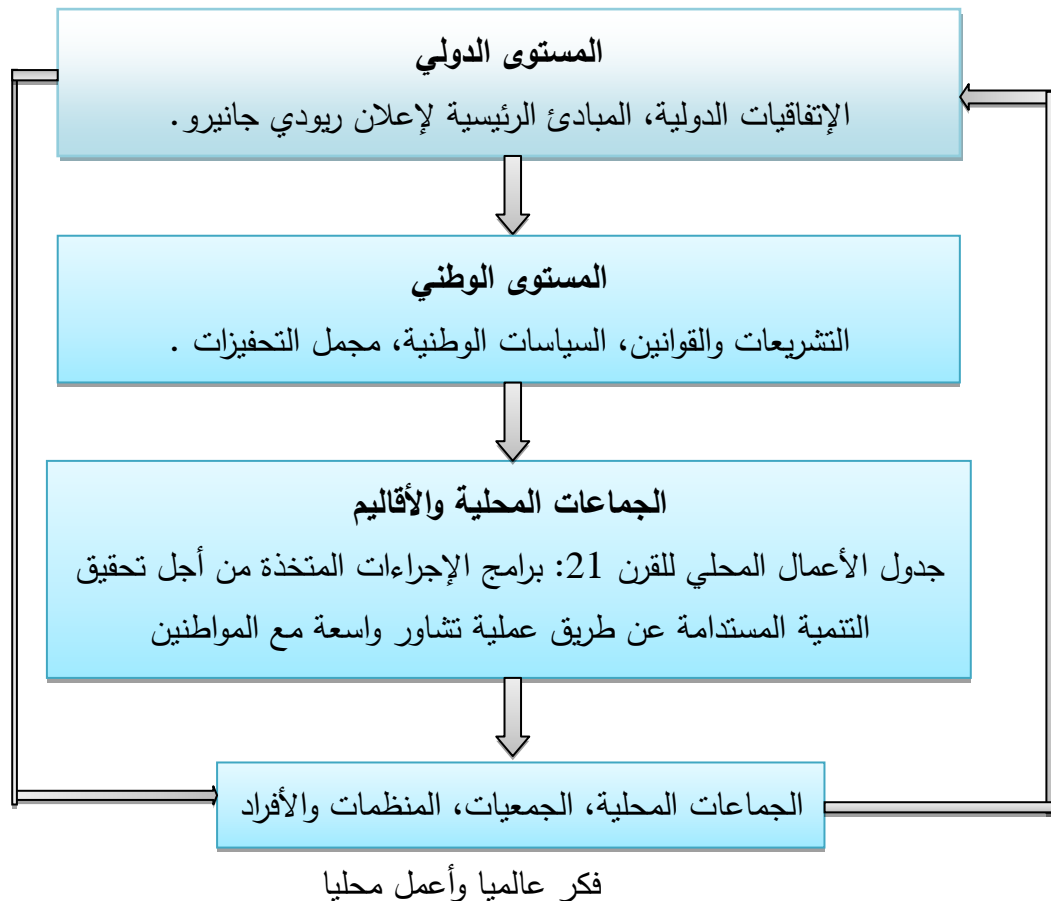 المستوى الدولي
الإتفاقيات الدولية، المبادئ الرئيسية لإعلان ريودي جانيرو.
المستوى الوطني
التشريعات والقوانين، السياسات الوطنية، مجمل التحفيزات .
الجماعات المحلية والأقاليم
جدول الأعمال المحلي للقرن 21: برامج الإجراءات المتخذة من أجل تحقيق
التنمية المستدامة عن طريق عملية تشاور واسعة مع المواطنين
الجماعات المحلية، الجمعيات، المنظمات والأفراد
فكر عالميا وأعمل محليا